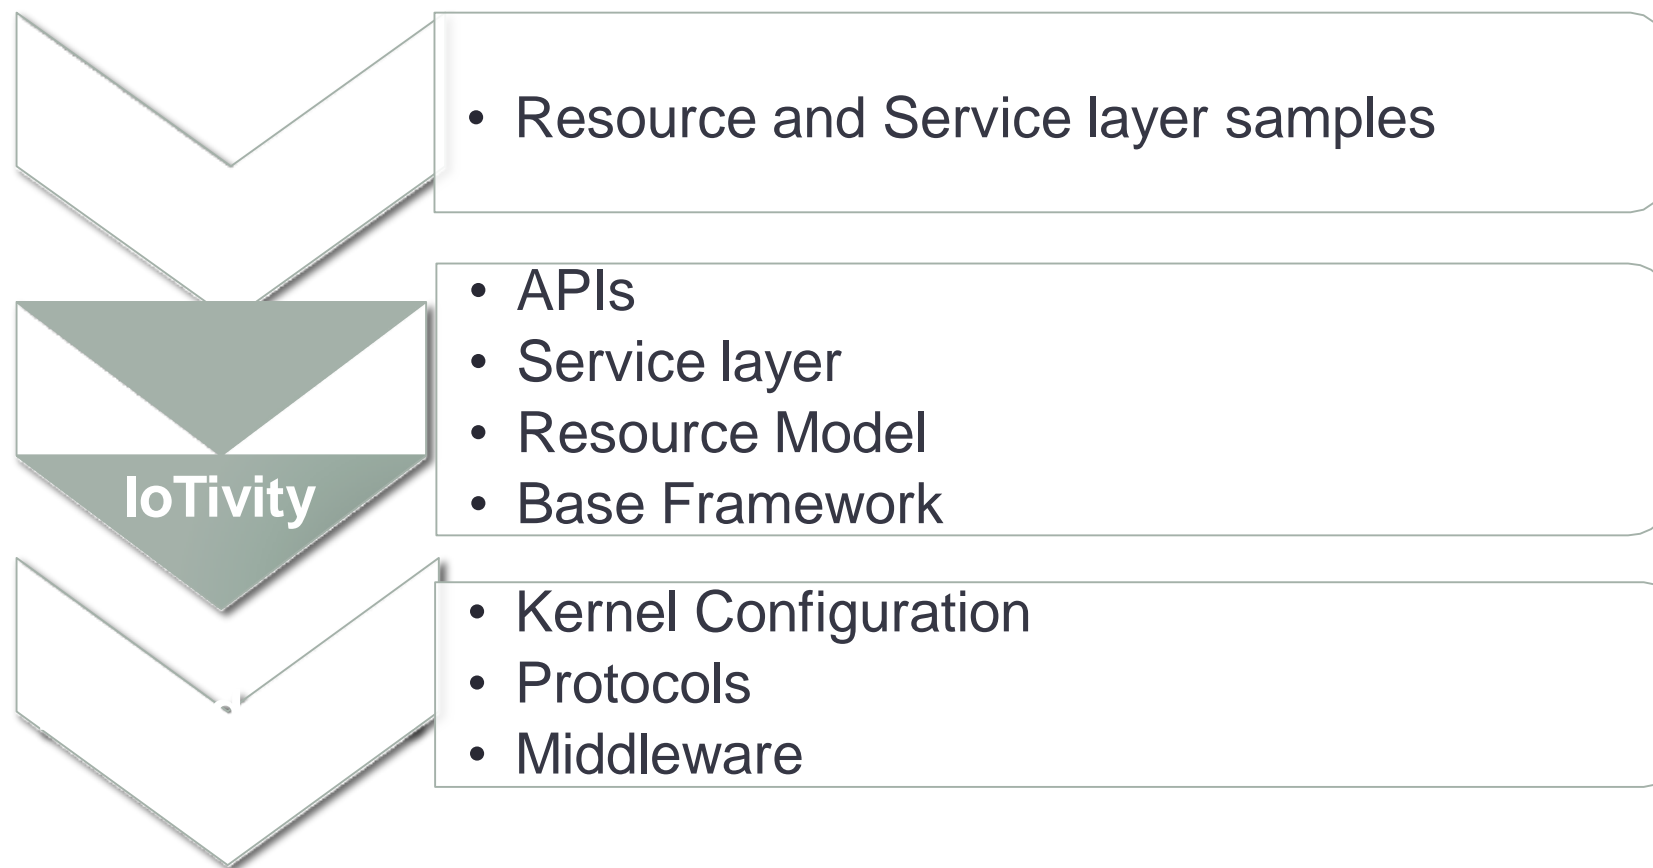 • Resource and Service layer samples
• APIs
• Service layer
• Resource Model
• Base Framework
IoTivity
• Kernel Configuration
• Protocols
• Middleware